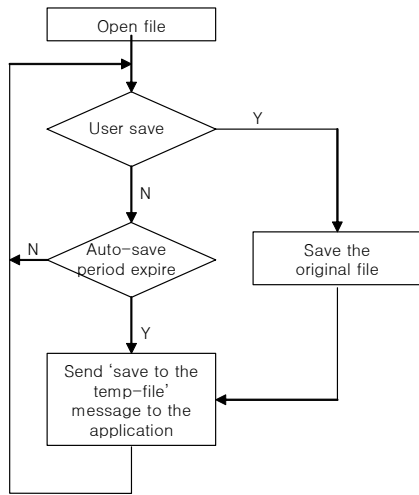 Open file
User save
Y
N
Auto-save
period expire
N
Save the
original file
Y
Send ‘save to the
temp-file’
message to the
application